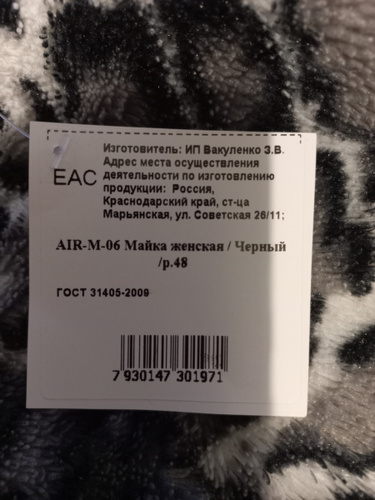 Изготовитель: ИП Вакуленко З.В.
Адрес места осуществления
деятельности по изготовлению
продукции: Россия,
Краснодарский край, ст-ца
Марьянская, ул. Советская 26/11;
EAC
AIR-M-06 Майка женская / Черный
/р.48
ГОСТ 31405-2009
7 930147 301971